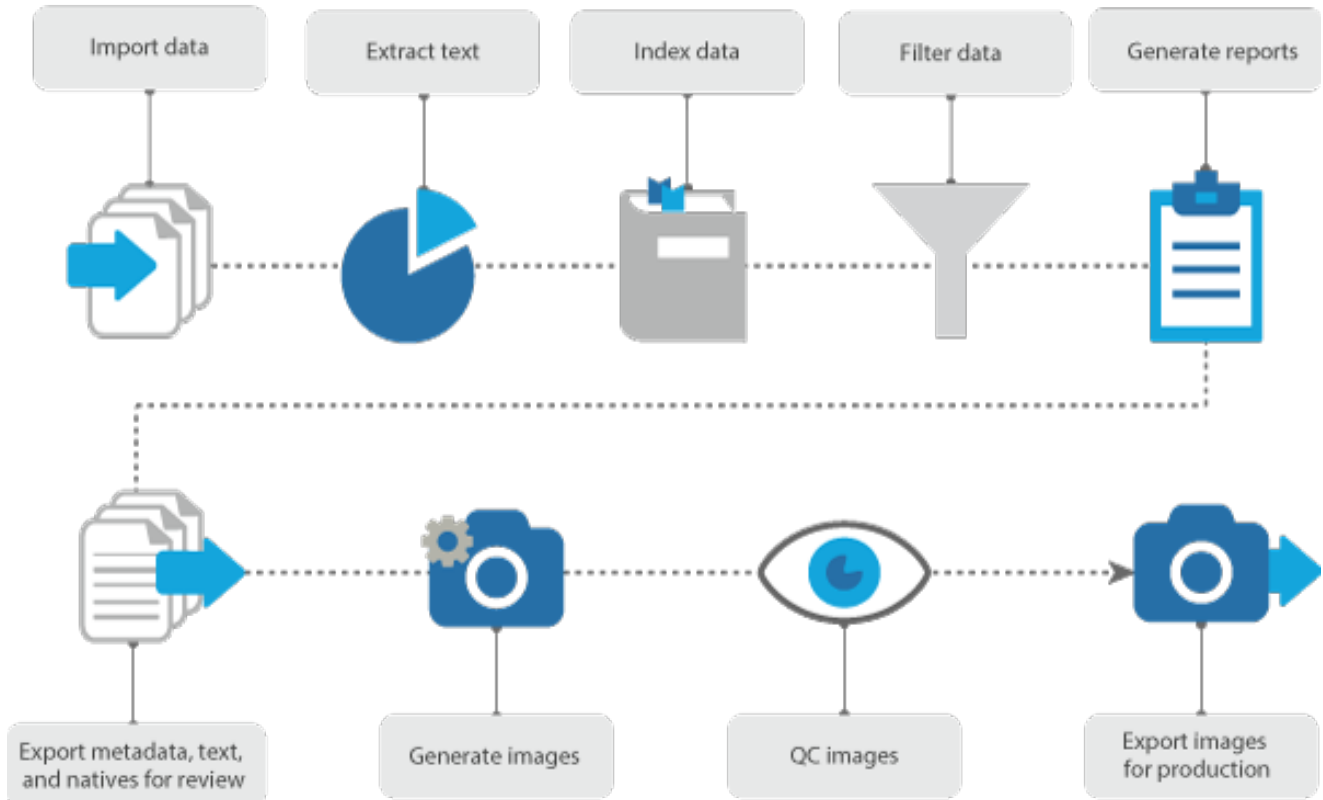 Import data
Extract text
Index data
Filter data
Generate reports
Export metadata, text,
and natives for review
Generate images
QC images
Export images
for production